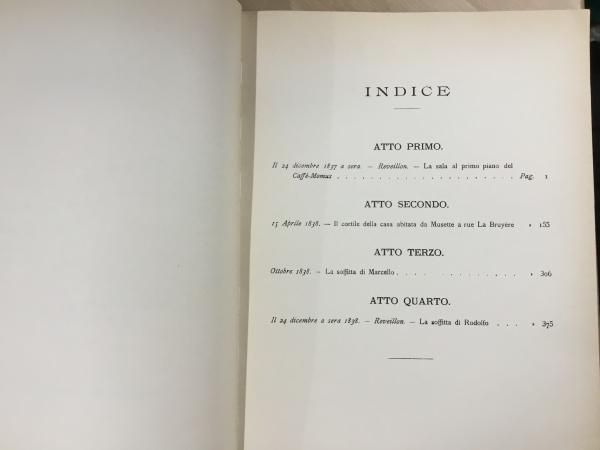 INDICE
ATTO PRIMO.
Il 24 dicembre 1837 a sera. — Reveillon. — La sala al primo piano del
Caffè-Momus . . . . . . . . . . . . . . . . . . . . . Pag. 1
ATTO SECONDO.
15 Aprile 1838. — Il cortile della casa abitata da Musette a rue La Bruyère » 155
ATTO TERZO.
Ottobre 1838. — La soffitta di Marcello . . . . . . . . . . . . . . » 306
ATTO QUARTO.
Il 24 dicembre a sera 1838. — Reveillon. — La soffitta di Rodolfo . . . » 375